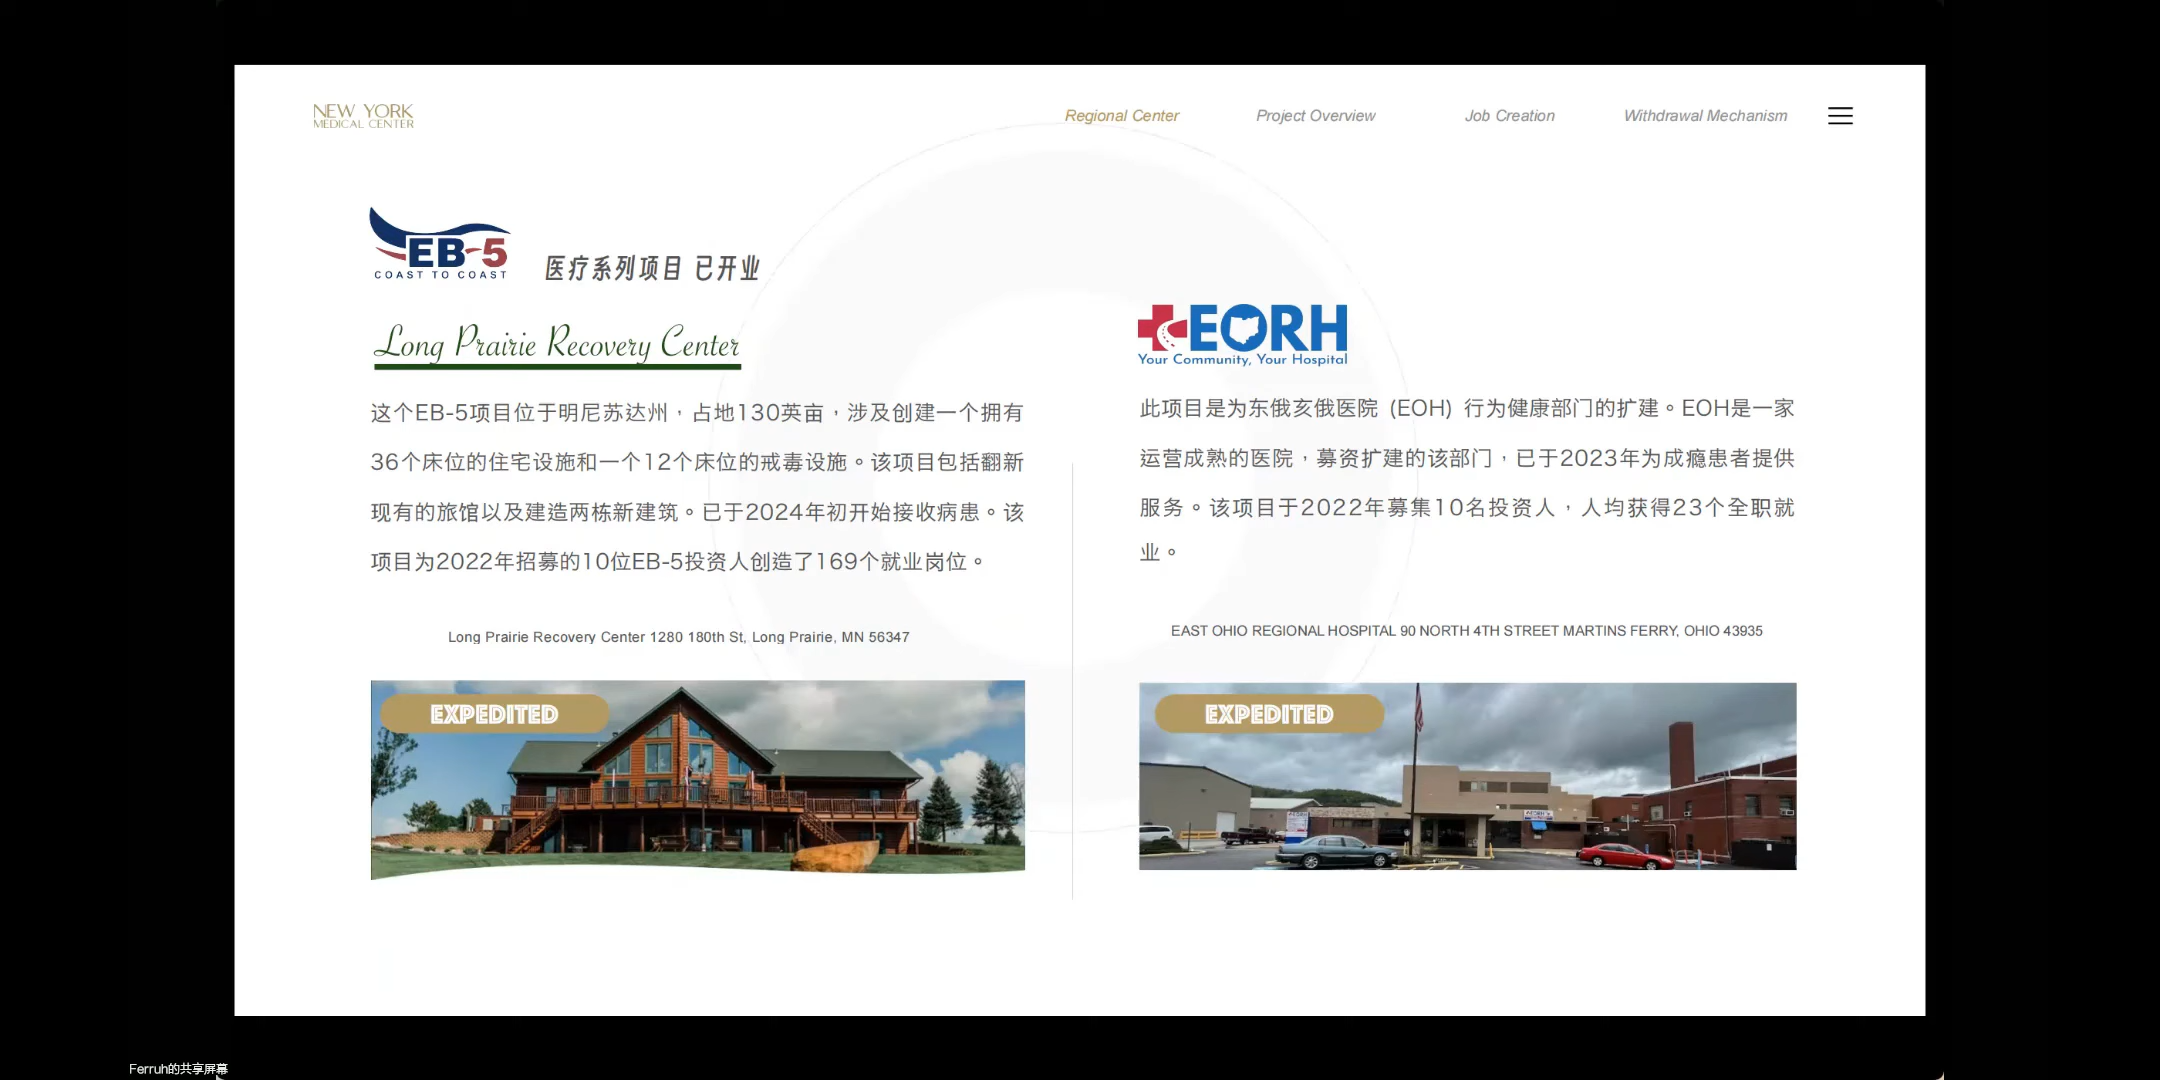 NEW YORK
MEDICAL CENTER
Regional Center
Project Overview
Job Creation
Withdrawal Mechanism
EB-5
COAST TO COAST
医疗系列项目 已开业
Long Prairie Recovery Center
这个EB-5项目位于明尼苏达州，占地130英亩，涉及创建一个拥有
36个床位的住宅设施和一个12个床位的戒毒设施。该项目包括翻新
现有的旅馆以及建造两栋新建筑。已于2024年初开始接收病患。该
项目为2022年招募的10位EB-5投资人创造了169个就业岗位。
Long Prairie Recovery Center 1280 180th St, Long Prairie, MN 56347
EXPEDITED
EORH
Your Community, Your Hospital
此项目是为东俄亥俄医院 (EOH) 行为健康部门的扩建。EOH是一家
运营成熟的医院，募资扩建的该部门，已于2023年为成瘾患者提供
服务。该项目于2022年募集10名投资人，人均获得23个全职就
业。
EAST OHIO REGIONAL HOSPITAL 90 NORTH 4TH STREET MARTINS FERRY, OHIO 43935
EXPEDITED
Ferruh的共享屏幕